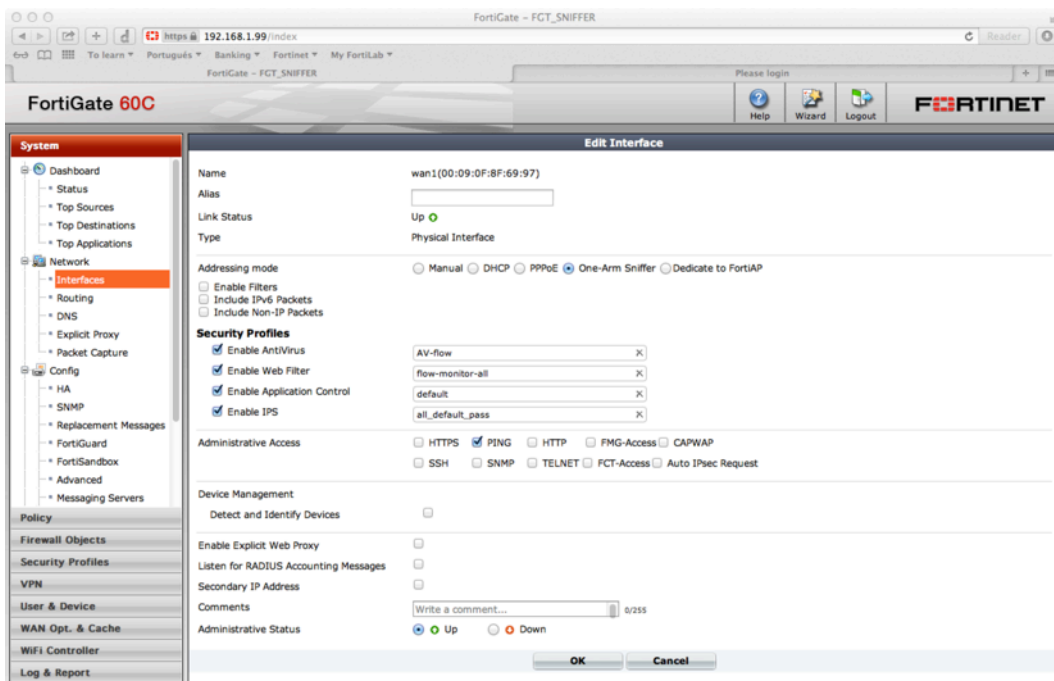 FortiGate – FGT_SNIFFER
https 192.168.1.99/index
Reader
To learn Português Banking Fortinet My FortiLab
FortiGate – FGT_SNIFFER Please login
FortiGate 60C
Help Wizard Logout
FORTINET
System
Dashboard
Status
Top Sources
Top Destinations
Top Applications
Network
Interfaces
Routing
DNS
Explicit Proxy
Packet Capture
Config
HA
SNMP
Replacement Messages
FortiGuard
FortiSandbox
Advanced
Messaging Servers
Policy
Firewall Objects
Security Profiles
VPN
User & Device
WAN Opt. & Cache
WiFi Controller
Log & Report
Edit Interface
Name wan1(00:09:0F:8F:69:97)
Alias
Link Status Up
Type Physical Interface
Addressing mode Manual DHCP PPPoE One-Arm Sniffer Dedicate to FortiAP
Enable Filters
Include IPv6 Packets
Include Non-IP Packets
Security Profiles
Enable AntiVirus AV-flow
Enable Web Filter flow-monitor-all
Enable Application Control default
Enable IPS all_default_pass
Administrative Access HTTPS PING HTTP FMG-Access CAPWAP
SSH SNMP TELNET FCT-Access Auto IPsec Request
Device Management
Detect and Identify Devices
Enable Explicit Web Proxy
Listen for RADIUS Accounting Messages
Secondary IP Address
Comments Write a comment... 0/255
Administrative Status Up Down
OK Cancel